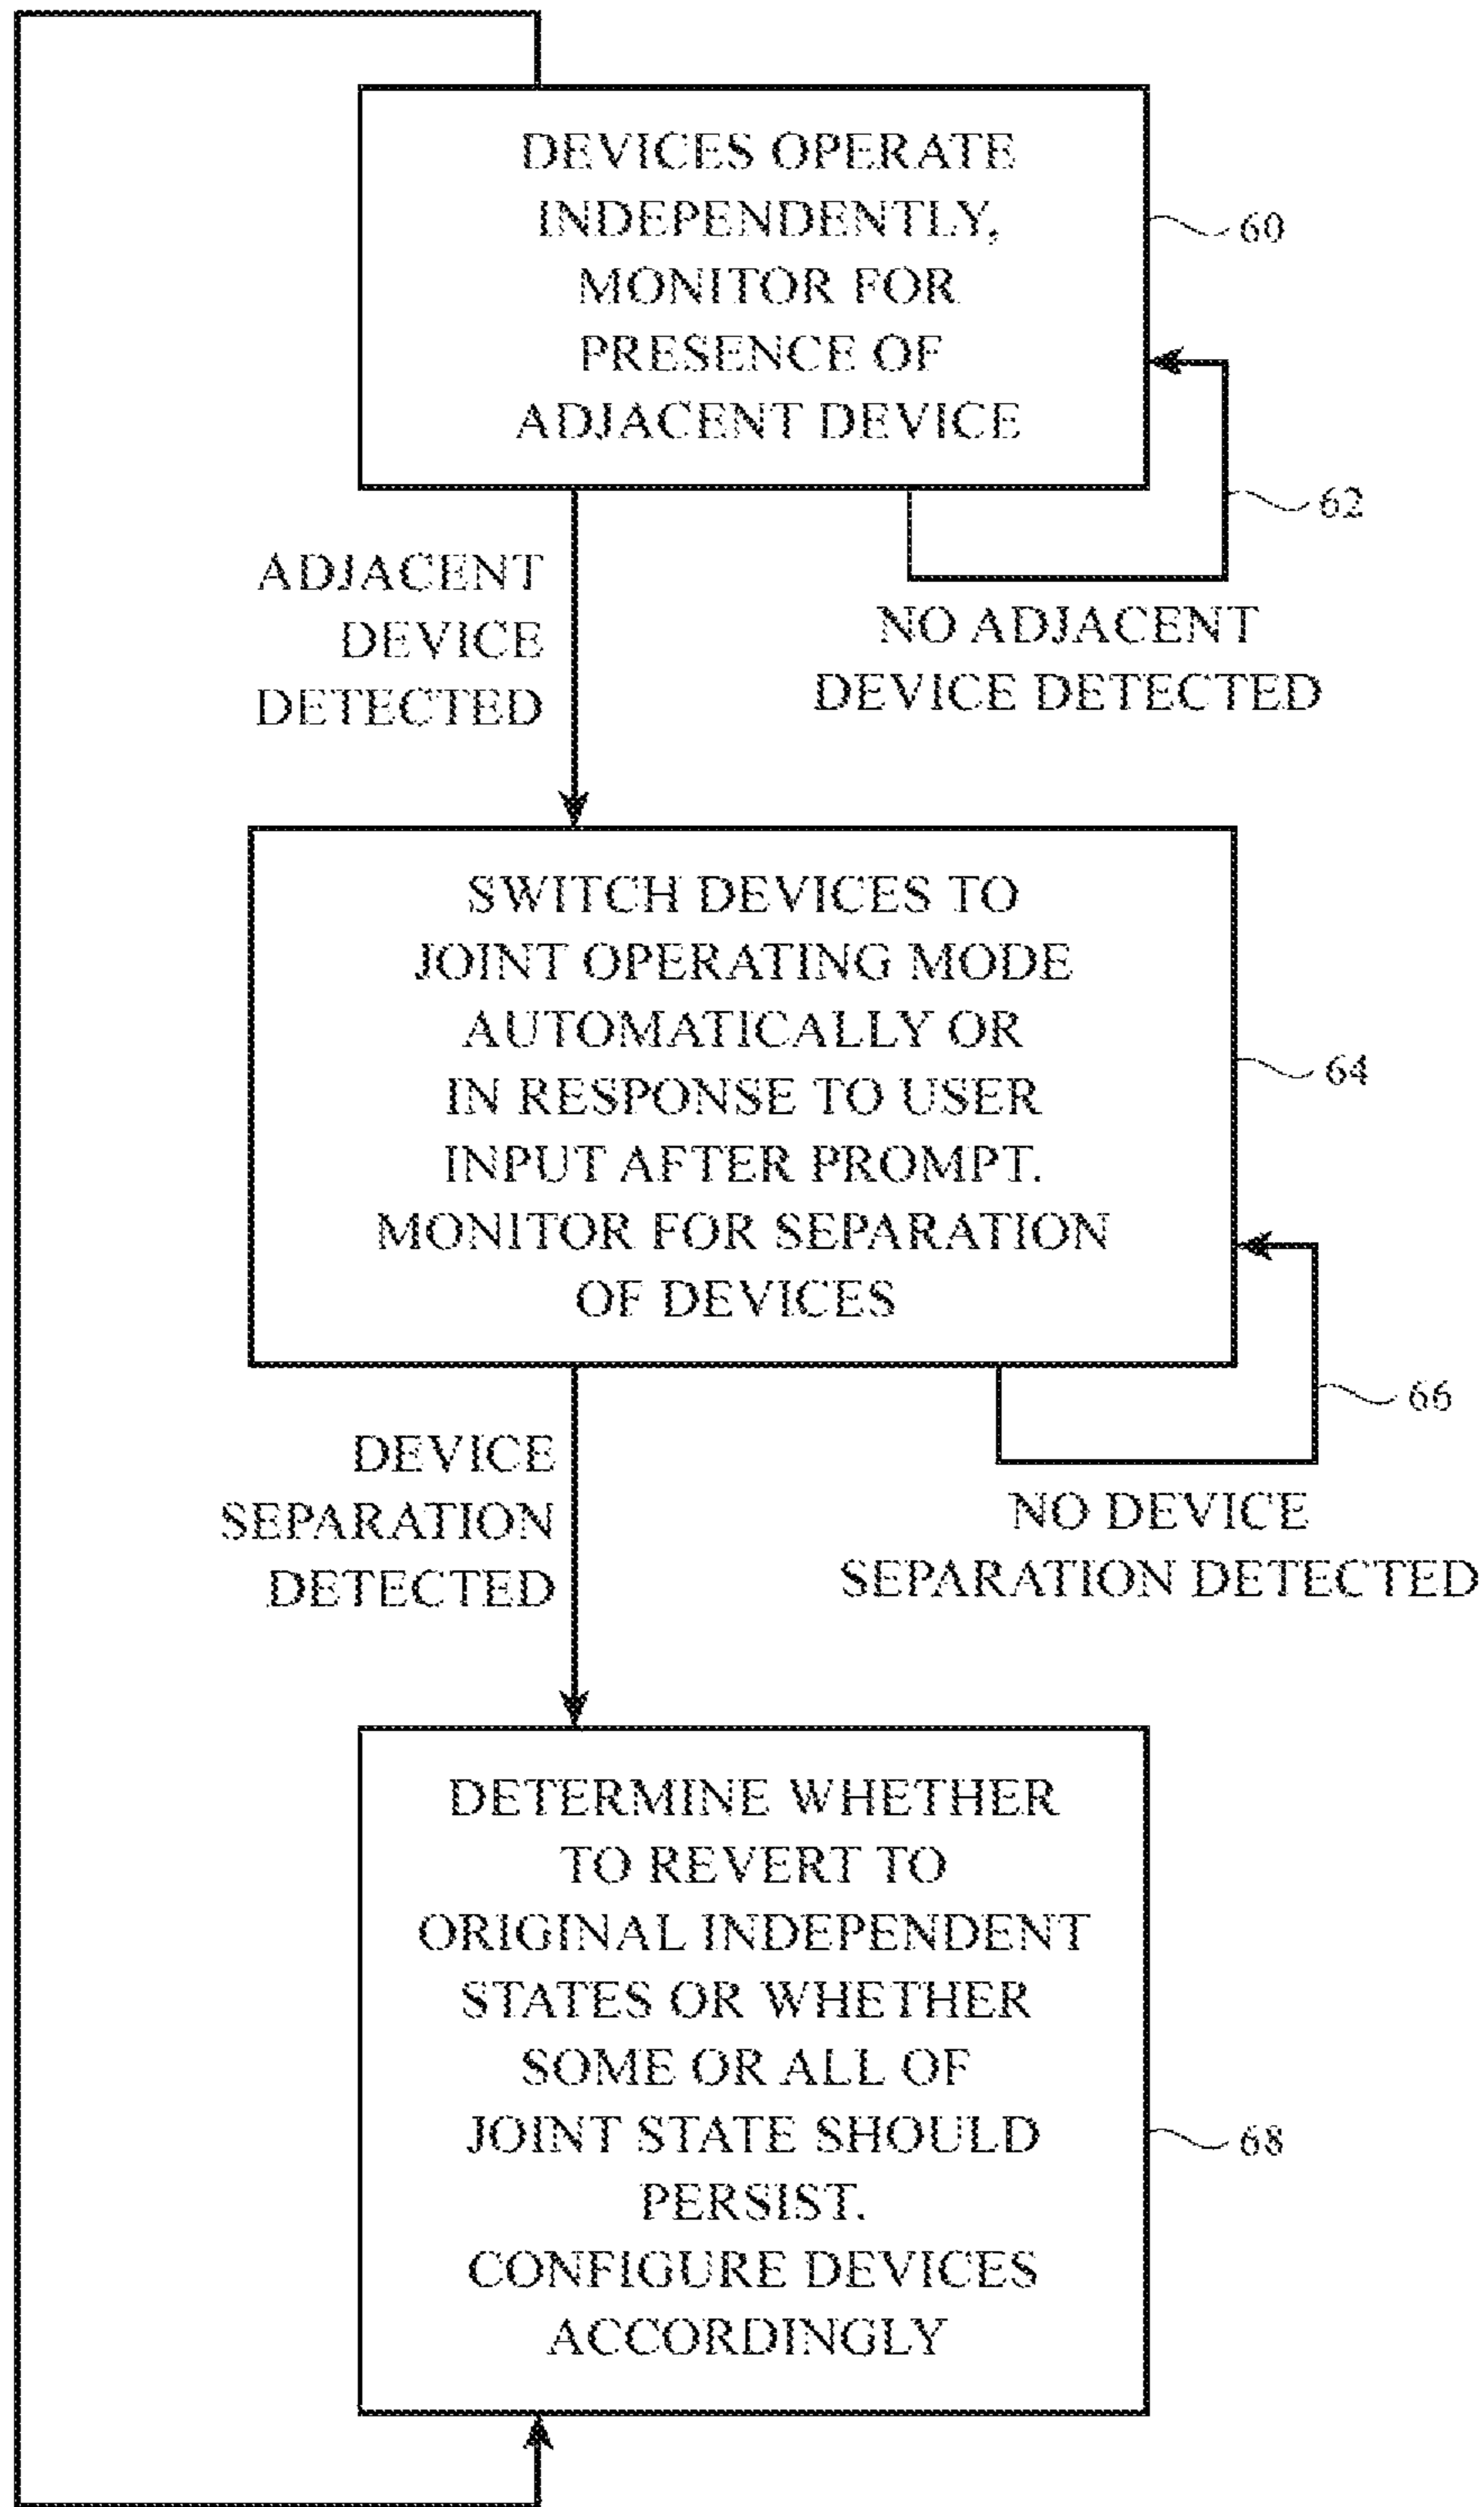 DEVICES OPERATE
INDEPENDENTLY,
MONITOR FOR
PRESENCE OF
ADJACENT DEVICE
60
62
ADJACENT
DEVICE
DETECTED
NO ADJACENT
DEVICE DETECTED
SWITCH DEVICES TO
JOINT OPERATING MODE
AUTOMATICALLY OR
IN RESPONSE TO USER
INPUT AFTER PROMPT.
MONITOR FOR SEPARATION
OF DEVICES
64
66
DEVICE
SEPARATION
DETECTED
NO DEVICE
SEPARATION DETECTED
DETERMINE WHETHER
TO REVERT TO
ORIGINAL INDEPENDENT
STATES OR WHETHER
SOME OR ALL OF
JOINT STATE SHOULD
PERSIST.
CONFIGURE DEVICES
ACCORDINGLY
68